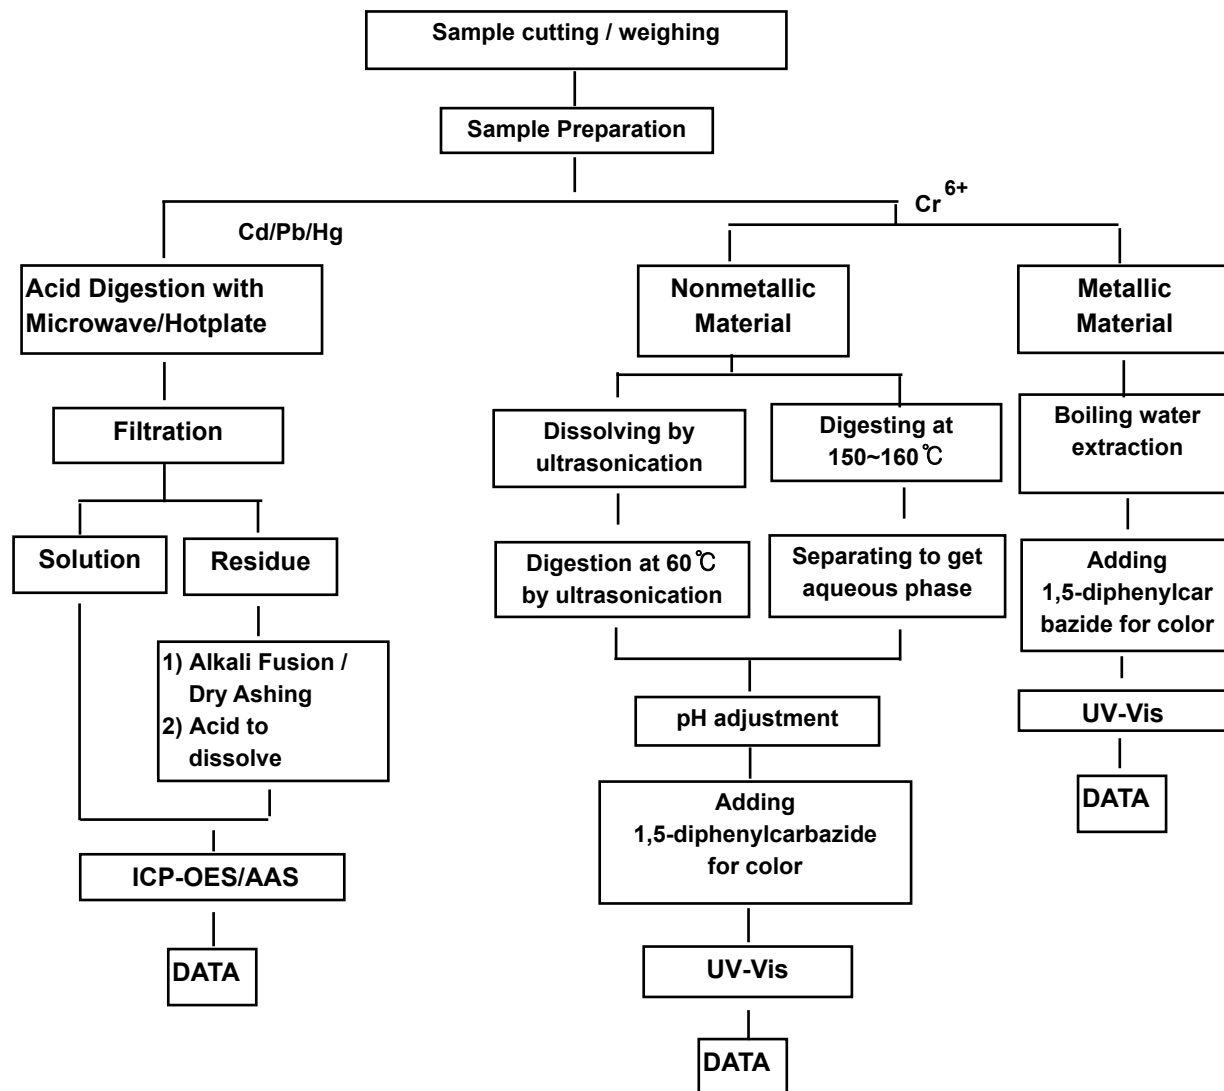 Sample cutting / weighing
Sample Preparation
Cr6+
Cd/Pb/Hg
Acid Digestion with
Microwave/Hotplate
Nonmetallic
Material
Metallic
Material
Filtration
Dissolving by
ultrasonication
Digesting at
150~160℃
Boiling water
extraction
Solution
Residue
Digestion at 60℃
by ultrasonication
Separating to get
aqueous phase
Adding
1,5-diphenylcar
bazide for color
1) Alkali Fusion /
Dry Ashing
2) Acid to
dissolve
pH adjustment
UV-Vis
Adding
1,5-diphenylcarbazide
for color
DATA
ICP-OES/AAS
UV-Vis
DATA
DATA